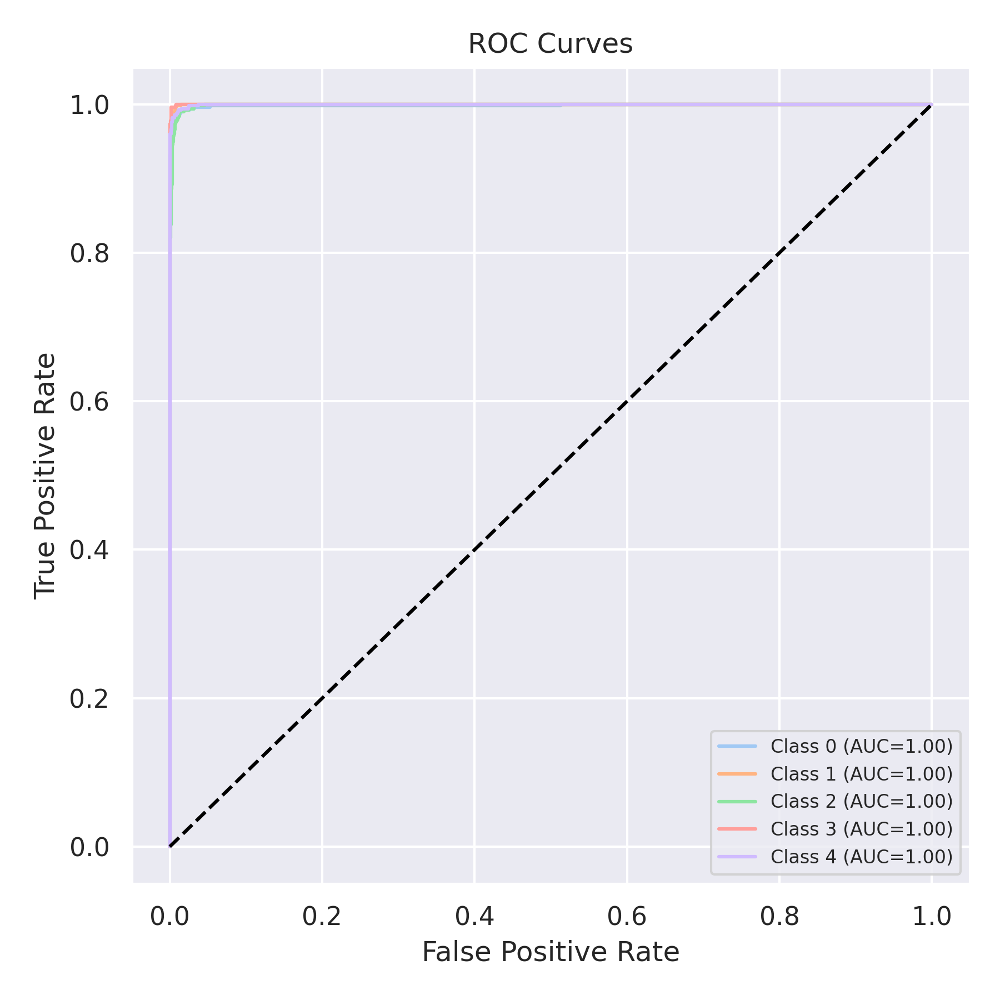 ROC Curves
1.0
0.8
0.6
0.4
0.2
0.0
True Positive Rate
Class 0 (AUC=1.00)
Class 1 (AUC=1.00)
Class 2 (AUC=1.00)
Class 3 (AUC=1.00)
Class 4 (AUC=1.00)
0.0 0.2 0.4 0.6 0.8 1.0
False Positive Rate